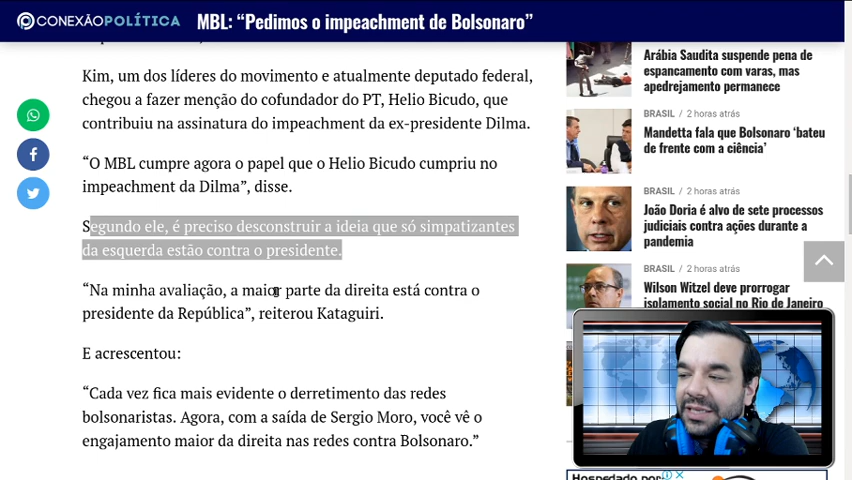 CONEXÃOPOLÍTICA
MBL: “Pedimos o impeachment de Bolsonaro”
Kim, um dos líderes do movimento e atualmente deputado federal,
chegou a fazer menção do cofundador do PT, Helio Bicudo, que
contribuiu na assinatura do impeachment da ex-presidente Dilma.
“O MBL cumpre agora o papel que o Helio Bicudo cumpriu no
impeachment da Dilma”, disse.
Segundo ele, é preciso desconstruir a ideia que só simpatizantes
da esquerda estão contra o presidente.
“Na minha avaliação, a maior parte da direita está contra o
presidente da República”, reiterou Kataguiri.
E acrescentou:
“Cada vez fica mais evidente o derretimento das redes
bolsonaristas. Agora, com a saída de Sergio Moro, você vê o
engajamento maior da direita nas redes contra Bolsonaro.”
Arábia Saudita suspende pena de
espancamento com varas, mas
apedrejamento permanece
BRASIL / 2 horas atrás
Mandetta fala que Bolsonaro ‘bateu
de frente com a ciência’
BRASIL / 2 horas atrás
João Doria é alvo de sete processos
judiciais contra ações durante a
pandemia
BRASIL / 2 horas atrás
Wilson Witzel deve prorrogar
isolamento social no Rio de Janeiro
Hospedado por